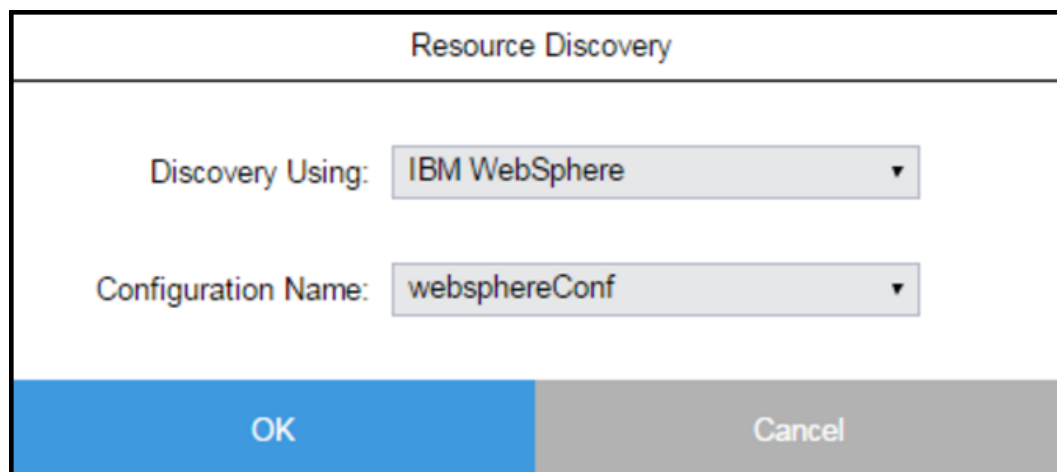 Resource Discovery
Discovery Using: IBM WebSphere
Configuration Name: websphereConf
OK Cancel